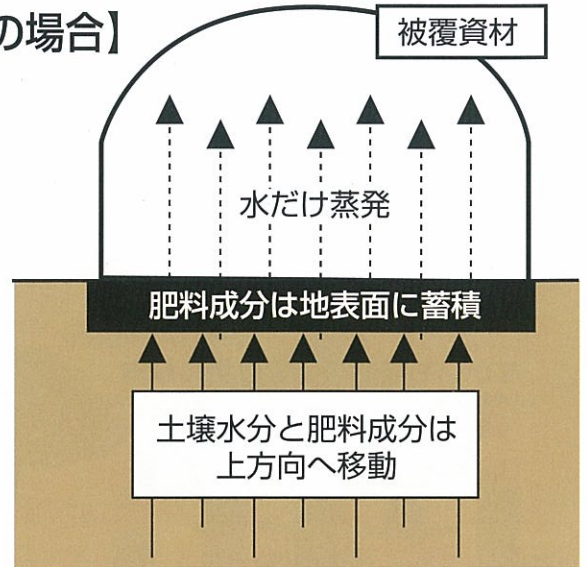 の場合】
被覆資材
水だけ蒸発
肥料成分は地表面に蓄積
土壌水分と肥料成分は
上方向へ移動